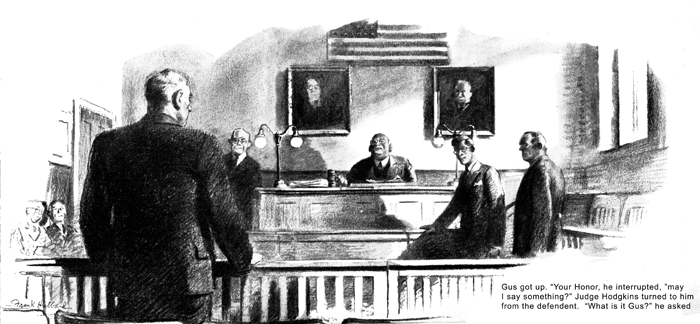 Gus got up. "Your Honor, he interrupted, "may
I say something?" Judge Hodgkins turned to him
from the defendent.  "What is it Gus?" he asked